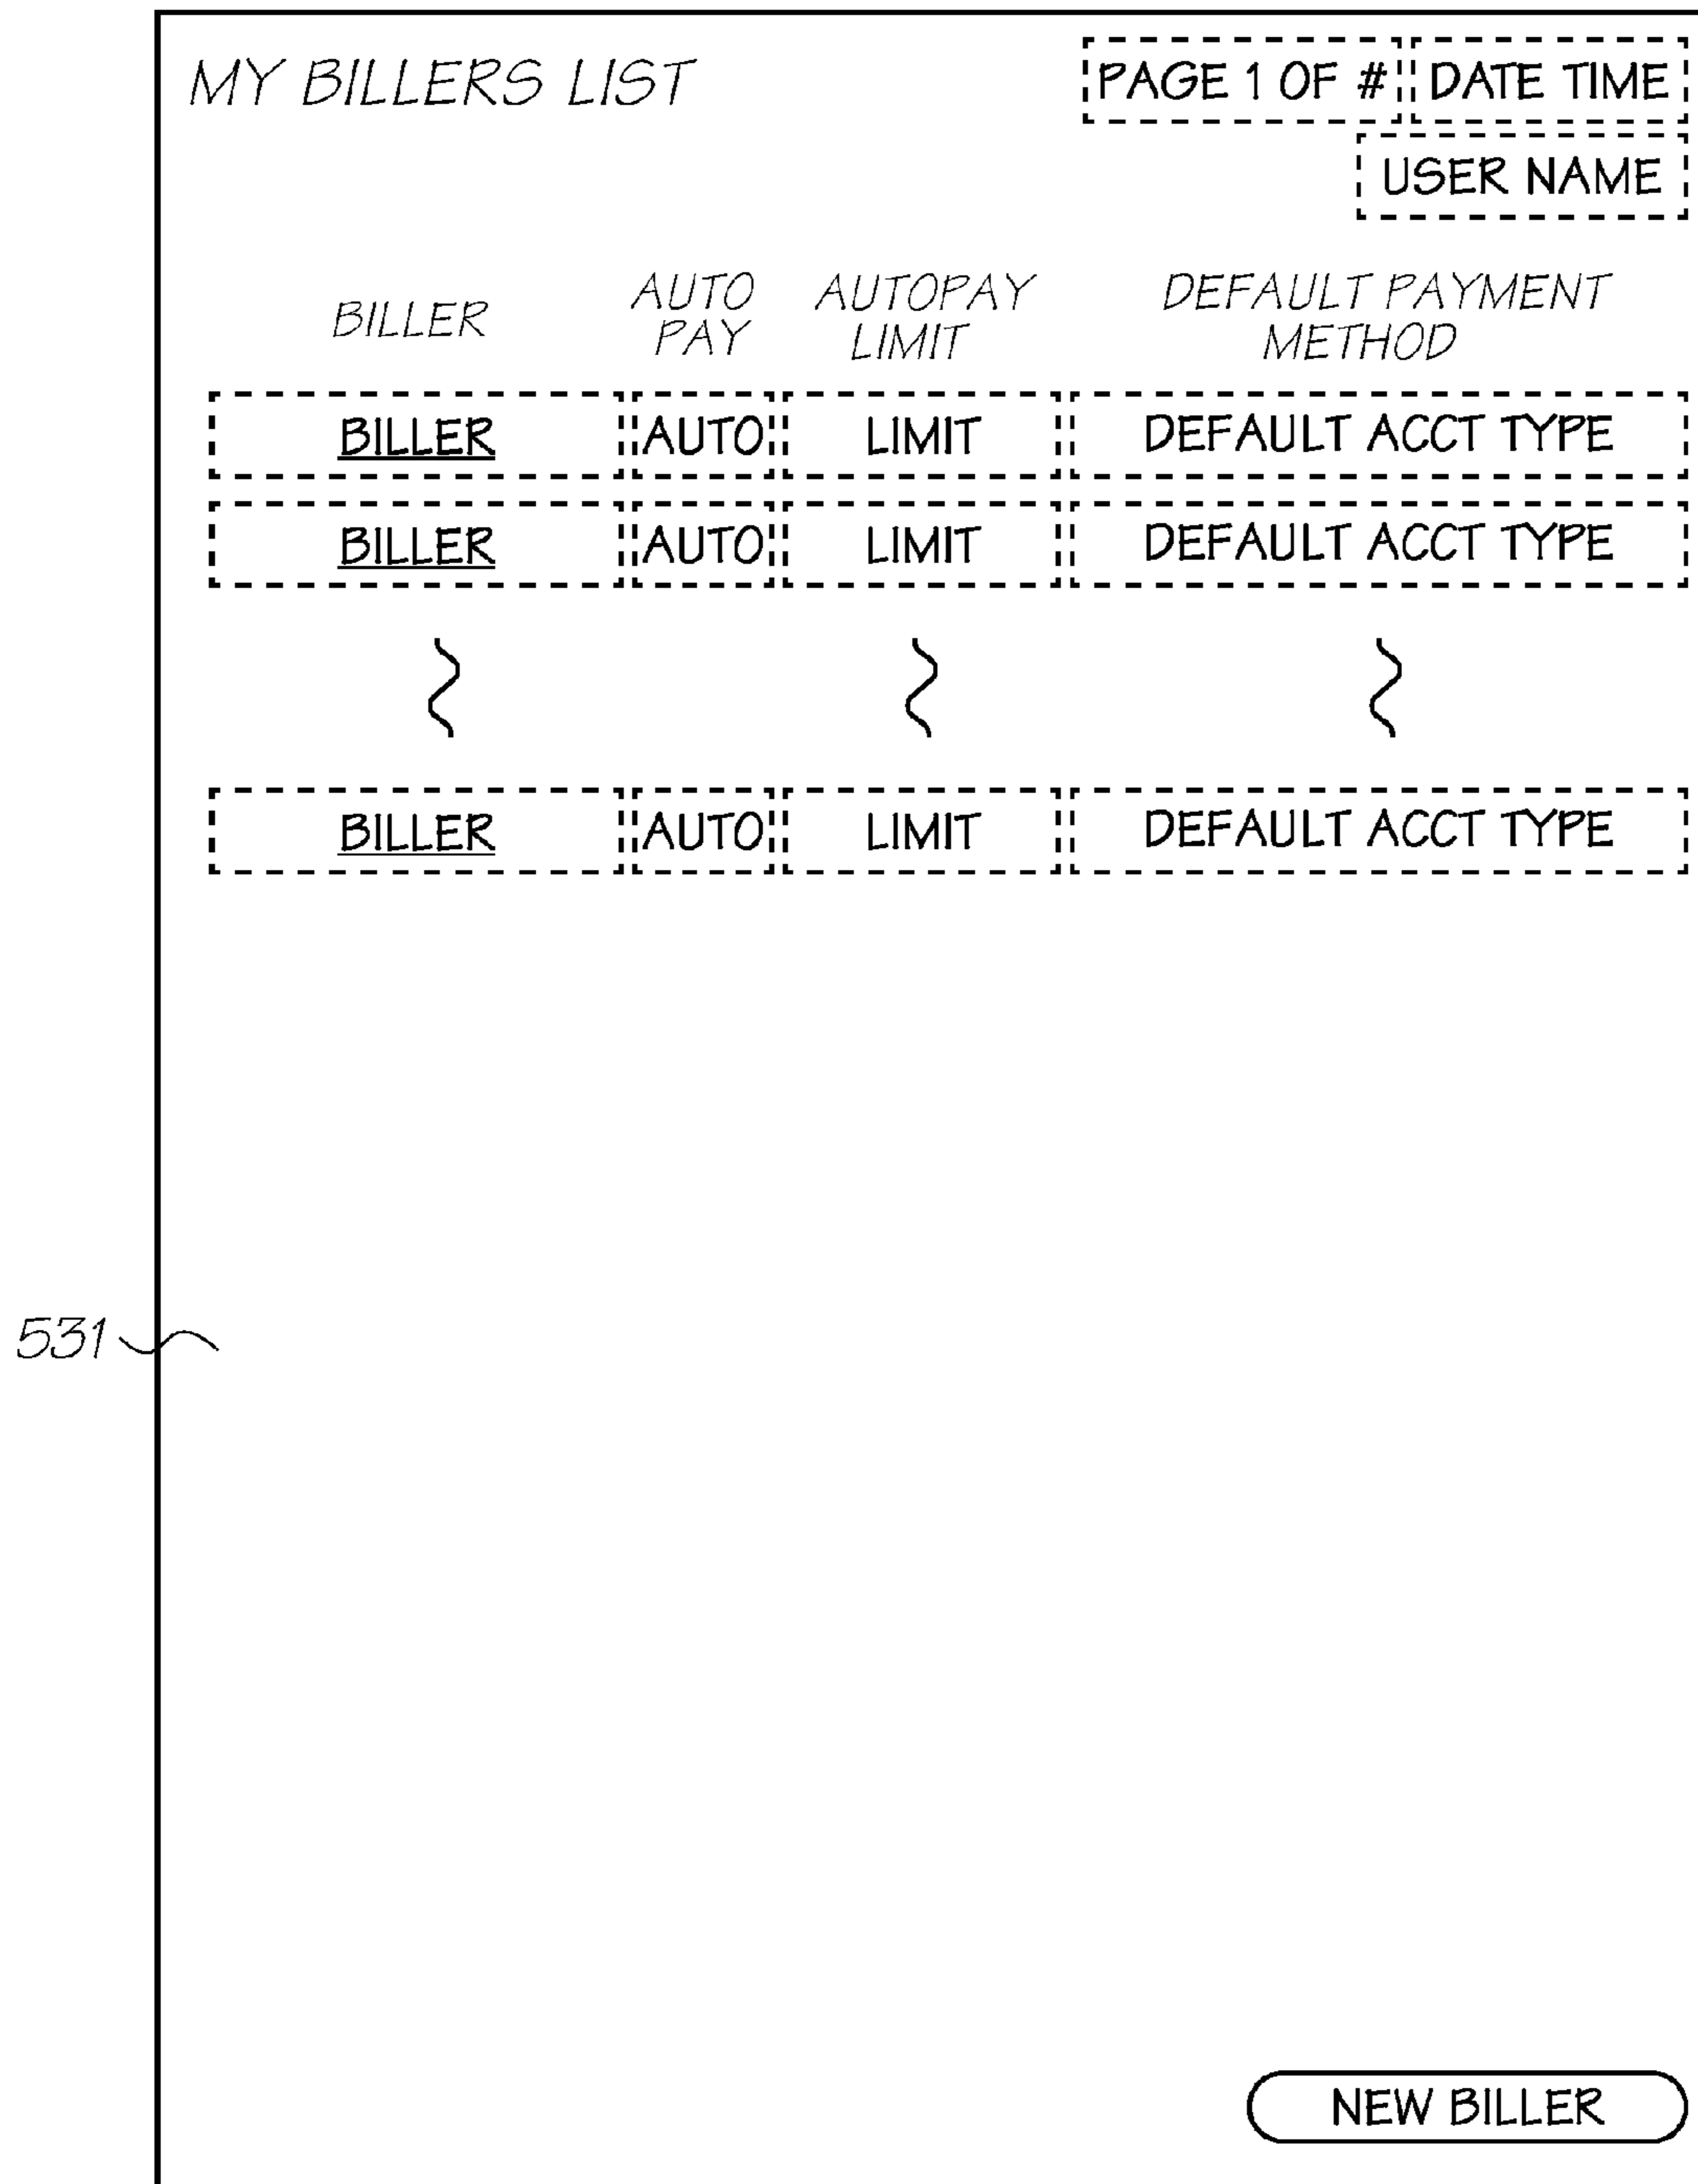 MY BILLERS LIST PAGE 1 OF # DATE TIME
USER NAME
BILLER AUTO PAY AUTOPAY LIMIT DEFAULT PAYMENT METHOD
BILLER AUTO LIMIT DEFAULT ACCT TYPE
BILLER AUTO LIMIT DEFAULT ACCT TYPE
BILLER AUTO LIMIT DEFAULT ACCT TYPE
531
NEW BILLER